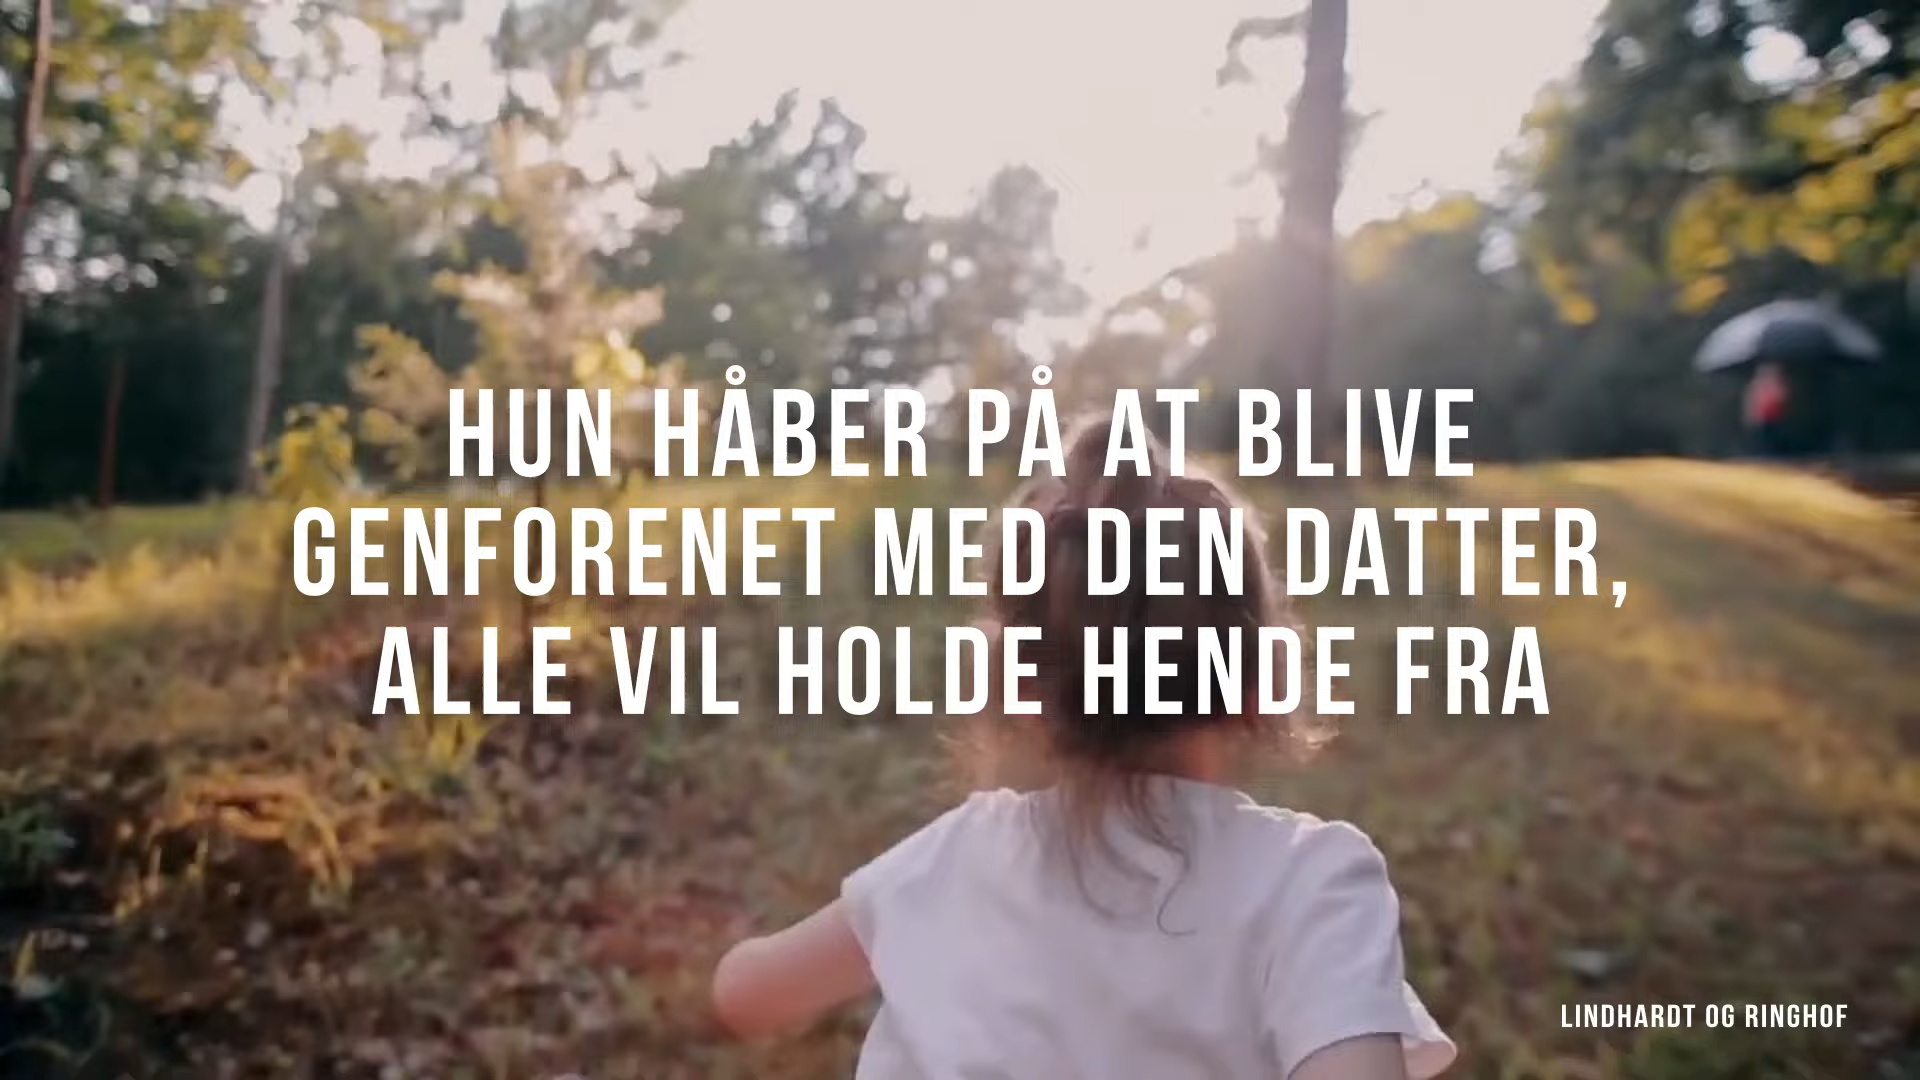 HUN HÅBER PÅ AT BLIVE
GENFORENET MED DEN DATTER,
ALLE VIL HOLDE HENDE FRA
LINDHARDT OG RINGHOF